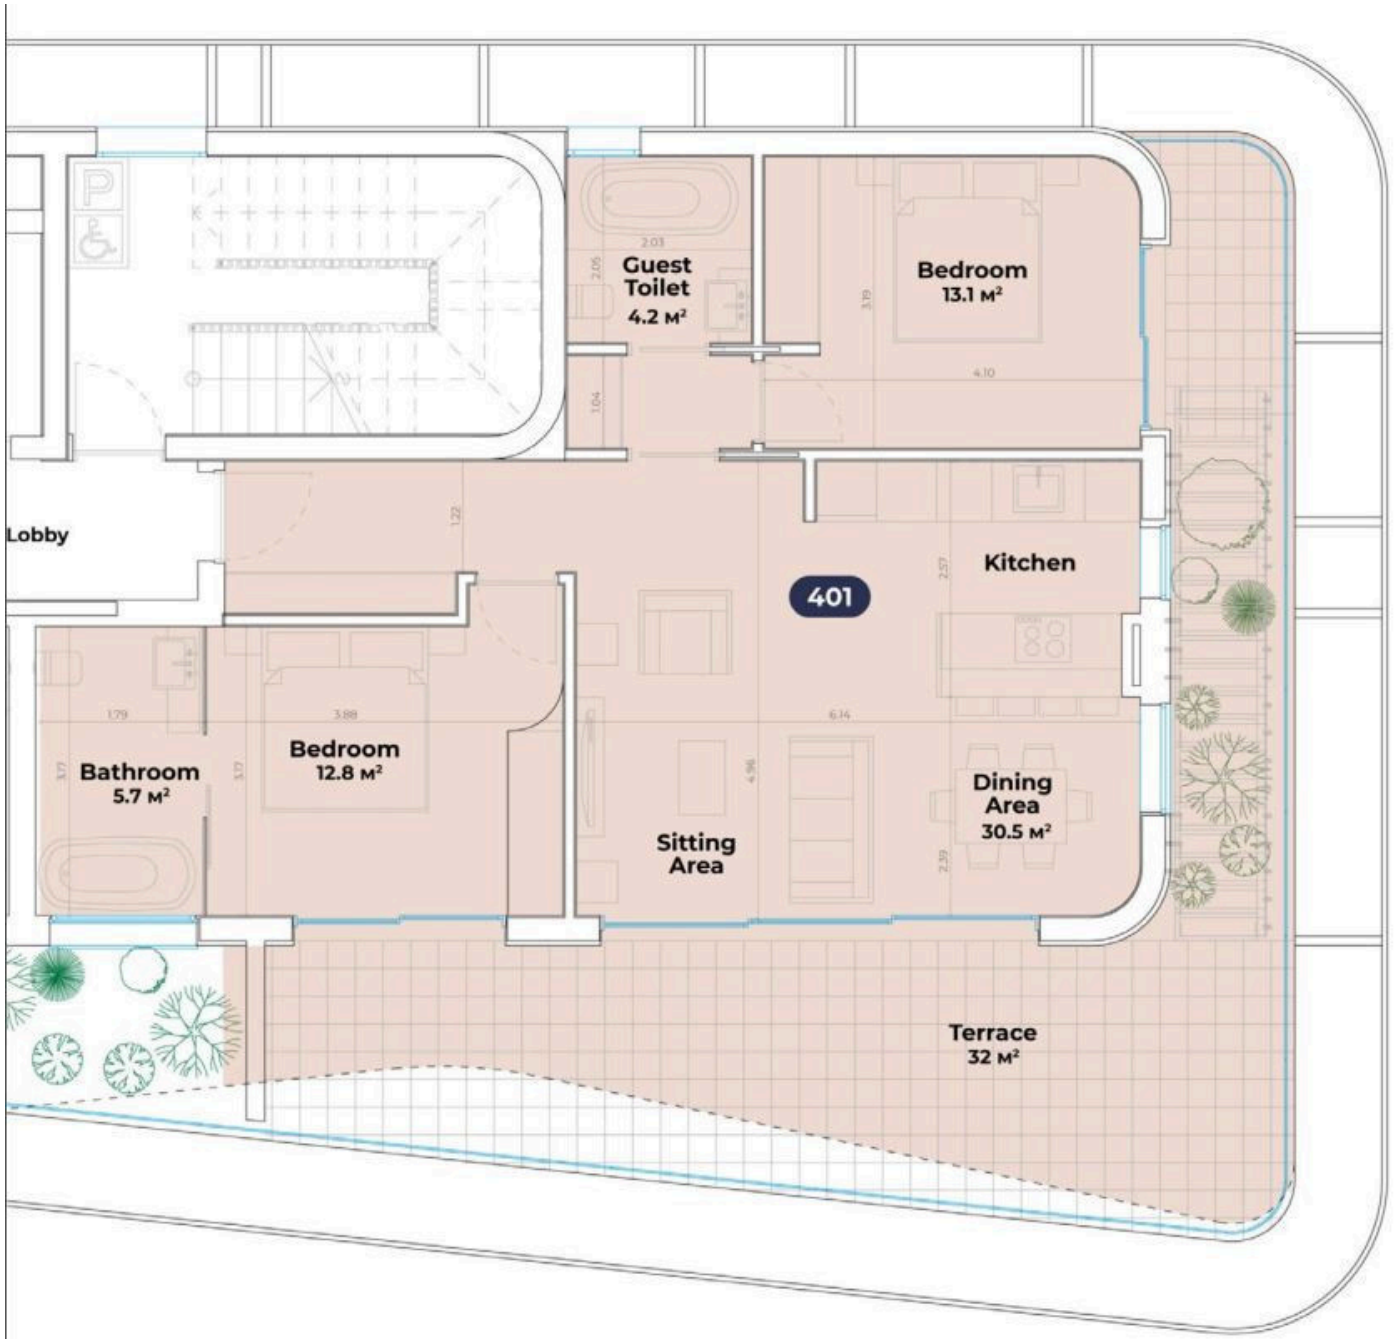 P
2.03
Guest
Toilet
4.2 м²
2.05
Bedroom
13.1 м²
3.19
4.10
1.04
Lobby
1.22
2.57
Kitchen
401
1.79
3.88
6.14
Bathroom
5.7 м²
3.17
3.17
Bedroom
12.8 м²
4.96
Dining
Area
30.5 м²
Sitting
Area
2.39
Terrace
32 м²